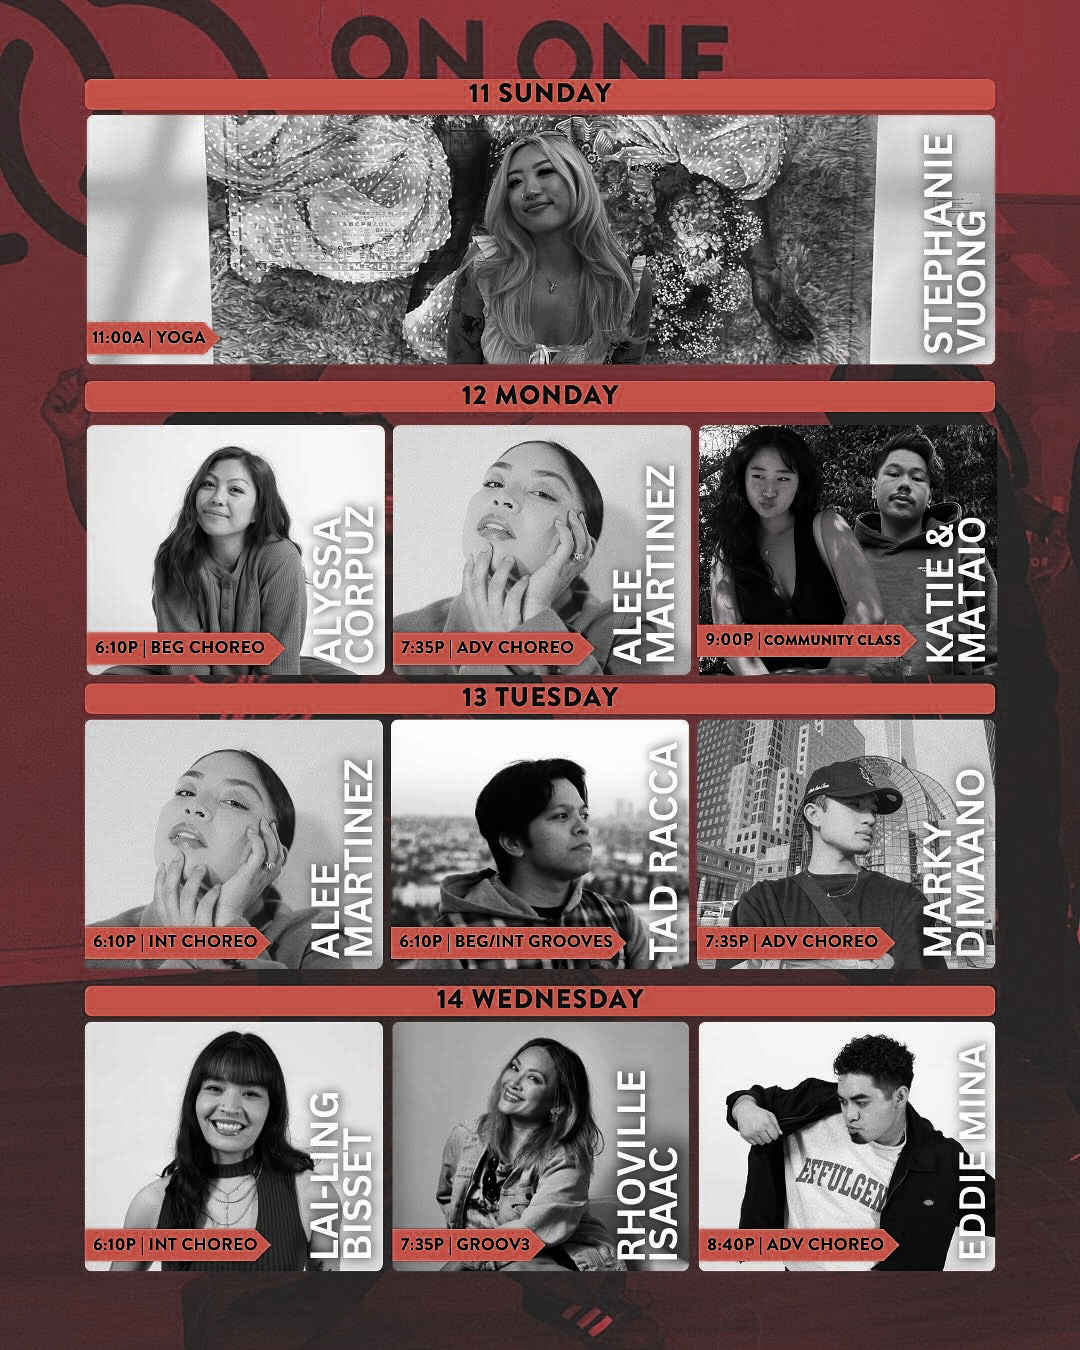 ON ONE
11 SUNDAY
STEPHANIE
VUONG
11:00A | YOGA
12 MONDAY
ALYSSA
CORPUZ
6:10P | BEG CHOREO
ALEE
MARTINEZ
7:35P | ADV CHOREO
KATIE &
MATAIO
9:00P | COMMUNITY CLASS
13 TUESDAY
ALEE
MARTINEZ
6:10P | INT CHOREO
TAD RACCA
6:10P | BEG/INT GROOVES
MARKY
DIMAANO
7:35P | ADV CHOREO
14 WEDNESDAY
LAI-LING
BISSET
6:10P | INT CHOREO
RHOVILLE
ISAAC
7:35P | GROOV3
EDDIE MINA
EFFULGEN
8:40P | ADV CHOREO